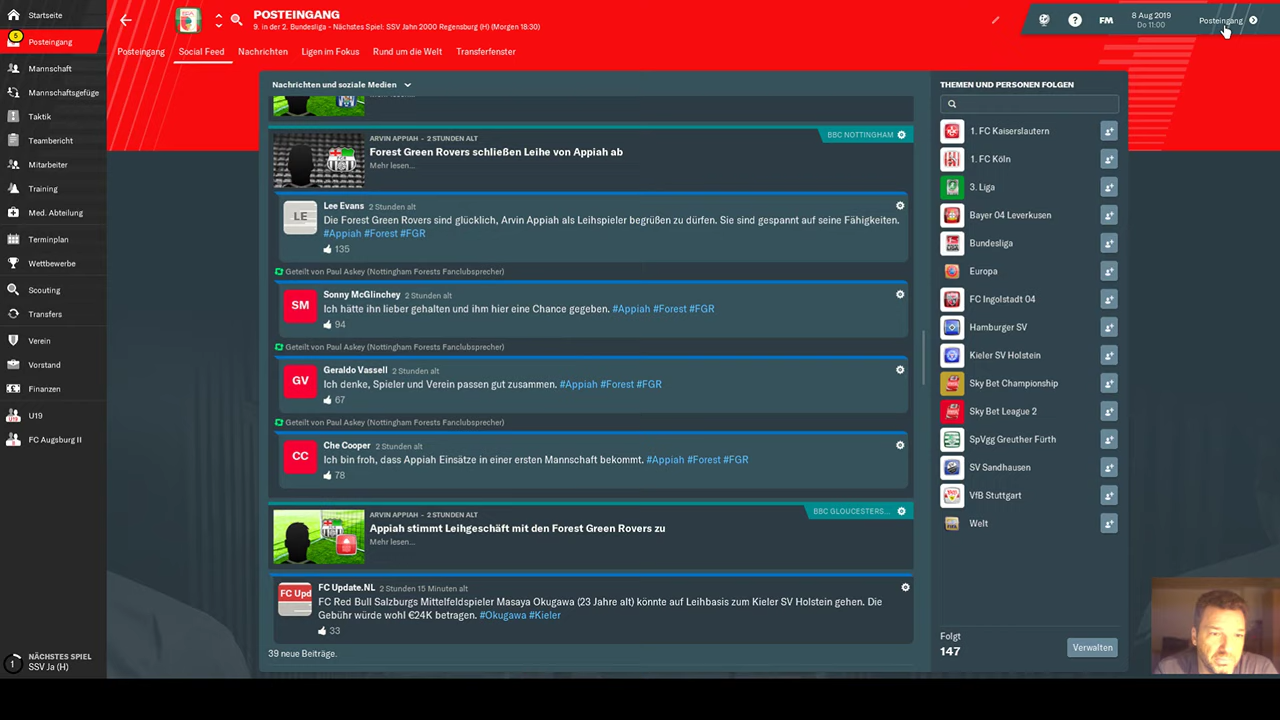 Startseite
POSTEINGANG
9. in der 2. Bundesliga - Nächstes Spiel: SSV Jahn 2000 Regensburg (H) (Morgen 18:30)
FM
8 Aug 2019
Do 11:00
Posteingang
5
Posteingang
Mannschaft
Mannschaftsgefüge
Taktik
Teambericht
Mitarbeiter
Training
Med. Abteilung
Terminplan
Wettbewerbe
Scouting
Transfers
Verein
Vorstand
Finanzen
U19
FC Augsburg II
1
NÄCHSTES SPIEL
SSV Ja (H)
Posteingang
Social Feed
Nachrichten
Ligen im Fokus
Rund um die Welt
Transferfenster
Nachrichten und soziale Medien
ARVIN APPIAH - 2 STUNDEN ALT
BBC NOTTINGHAM
Forest Green Rovers schließen Leihe von Appiah ab
Mehr lesen...
LE
Lee Evans 2 Stunden alt
Die Forest Green Rovers sind glücklich, Arvin Appiah als Leihspieler begrüßen zu dürfen. Sie sind gespannt auf seine Fähigkeiten.
#Appiah #Forest #FGR
135
Geteilt von Paul Askey (Nottingham Forests Fanclubsprecher)
SM
Sonny McGlinchey 2 Stunden alt
Ich hätte ihn lieber gehalten und ihm hier eine Chance gegeben. #Appiah #Forest #FGR
94
Geteilt von Paul Askey (Nottingham Forests Fanclubsprecher)
GV
Geraldo Vassell 2 Stunden alt
Ich denke, Spieler und Verein passen gut zusammen. #Appiah #Forest #FGR
67
Geteilt von Paul Askey (Nottingham Forests Fanclubsprecher)
CC
Che Cooper 2 Stunden alt
Ich bin froh, dass Appiah Einsätze in einer ersten Mannschaft bekommt. #Appiah #Forest #FGR
78
ARVIN APPIAH - 2 STUNDEN ALT
BBC GLOUCESTERS...
Appiah stimmt Leihgeschäft mit den Forest Green Rovers zu
Mehr lesen...
FC Upd
FC Update.NL 2 Stunden 15 Minuten alt
FC Red Bull Salzburgs Mittelfeldspieler Masaya Okugawa (23 Jahre alt) könnte auf Leihbasis zum Kieler SV Holstein gehen. Die
Gebühr würde wohl €24K betragen. #Okugawa #Kieler
33
39 neue Beiträge.
THEMEN UND PERSONEN FOLGEN
1. FC Kaiserslautern
1. FC Köln
3. Liga
Bayer 04 Leverkusen
Bundesliga
Europa
FC Ingolstadt 04
Hamburger SV
Kieler SV Holstein
Sky Bet Championship
Sky Bet League 2
SpVgg Greuther Fürth
SV Sandhausen
VfB Stuttgart
Welt
Folgt
147
Verwalten